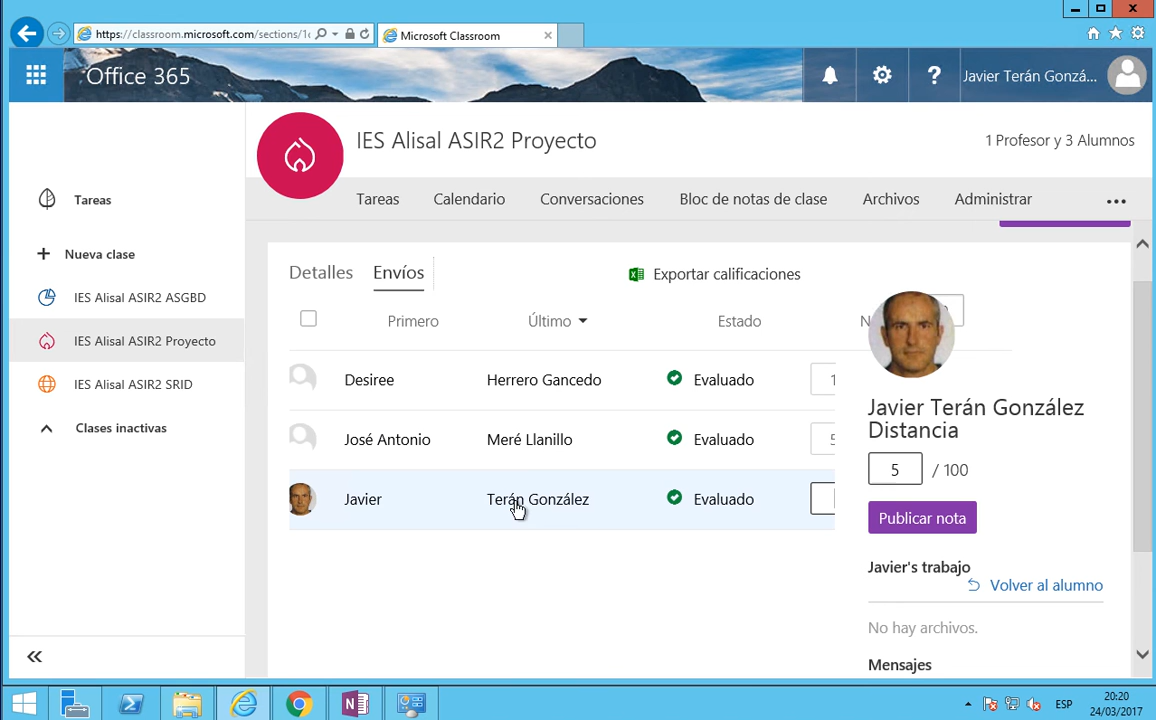 https://classroom.microsoft.com/sections/1
Microsoft Classroom
Office 365
Javier Terán Gonzá...
IES Alisal ASIR2 Proyecto
1 Profesor y 3 Alumnos
Tareas
Nueva clase
IES Alisal ASIR2 ASGBD
IES Alisal ASIR2 Proyecto
IES Alisal ASIR2 SRID
Clases inactivas
Tareas Calendario Conversaciones Bloc de notas de clase Archivos Administrar
Detalles Envíos Exportar calificaciones
Primero Último Estado N
Desiree Herrero Gancedo Evaluado 1
José Antonio Meré Llanillo Evaluado 5
Javier Terán González Evaluado
Javier Terán González
Distancia
5 / 100
Publicar nota
Javier's trabajo
Volver al alumno
No hay archivos.
Mensajes
ESP
20:20
24/03/2017